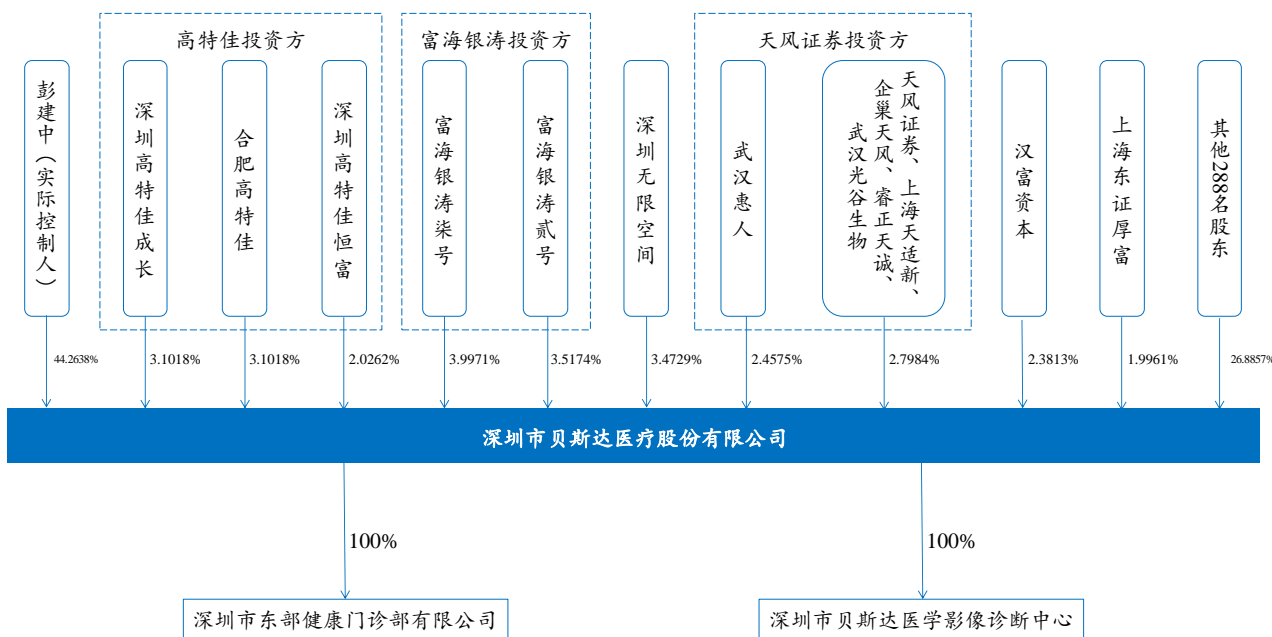 高特佳投资方
富海银涛投资方
天风证券投资方
彭建中（实际控制人）
深圳高特佳成长
合肥高特佳
深圳高特佳恒富
富海银涛柒号
富海银涛贰号
深圳无限空间
武汉惠人
天风证券、上海天适新、
企巢天风、睿正天诚、
武汉光谷生物
汉富资本
上海东证厚富
其他288名股东
44.2638%
3.1018%
3.1018%
2.0262%
3.9971%
3.5174%
3.4729%
2.4575%
2.7984%
2.3813%
1.9961%
26.8857%
深圳市贝斯达医疗股份有限公司
100%
100%
深圳市东部健康门诊部有限公司
深圳市贝斯达医学影像诊断中心